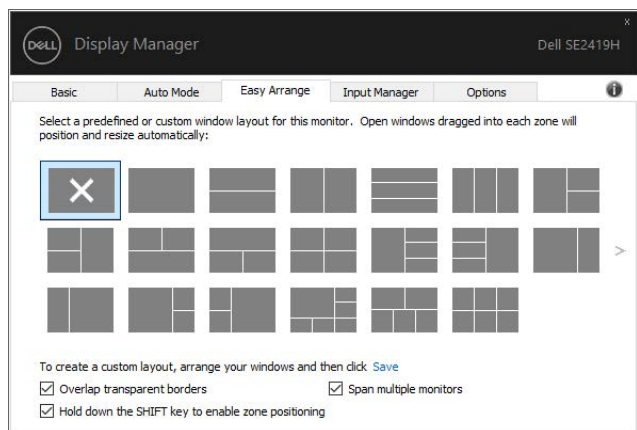 x
DELL Display Manager Dell SE2419H
Basic Auto Mode Easy Arrange Input Manager Options i
Select a predefined or custom window layout for this monitor. Open windows dragged into each zone will
position and resize automatically:
>
To create a custom layout, arrange your windows and then click Save
Overlap transparent borders Span multiple monitors
Hold down the SHIFT key to enable zone positioning